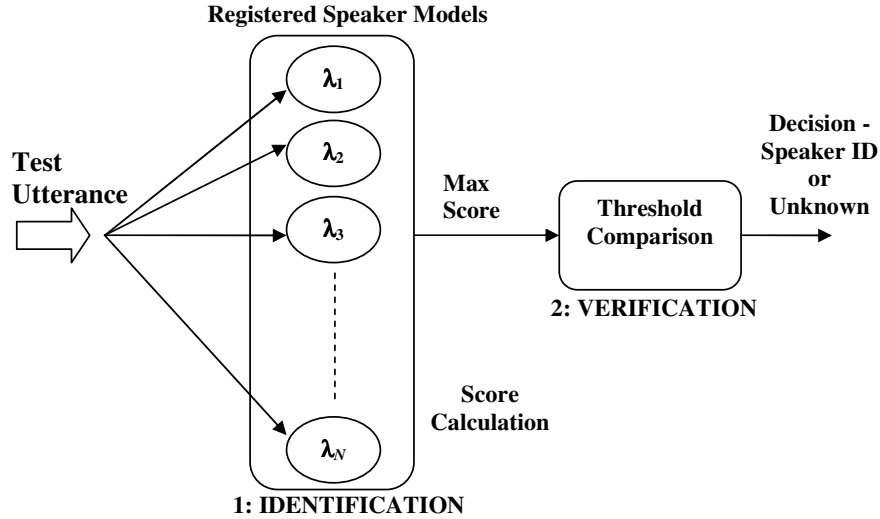 Registered Speaker Models
λ1
λ2
λ3
λN
Test
Utterance
Max
Score
Score
Calculation
1: IDENTIFICATION
Threshold
Comparison
2: VERIFICATION
Decision -
Speaker ID
or
Unknown